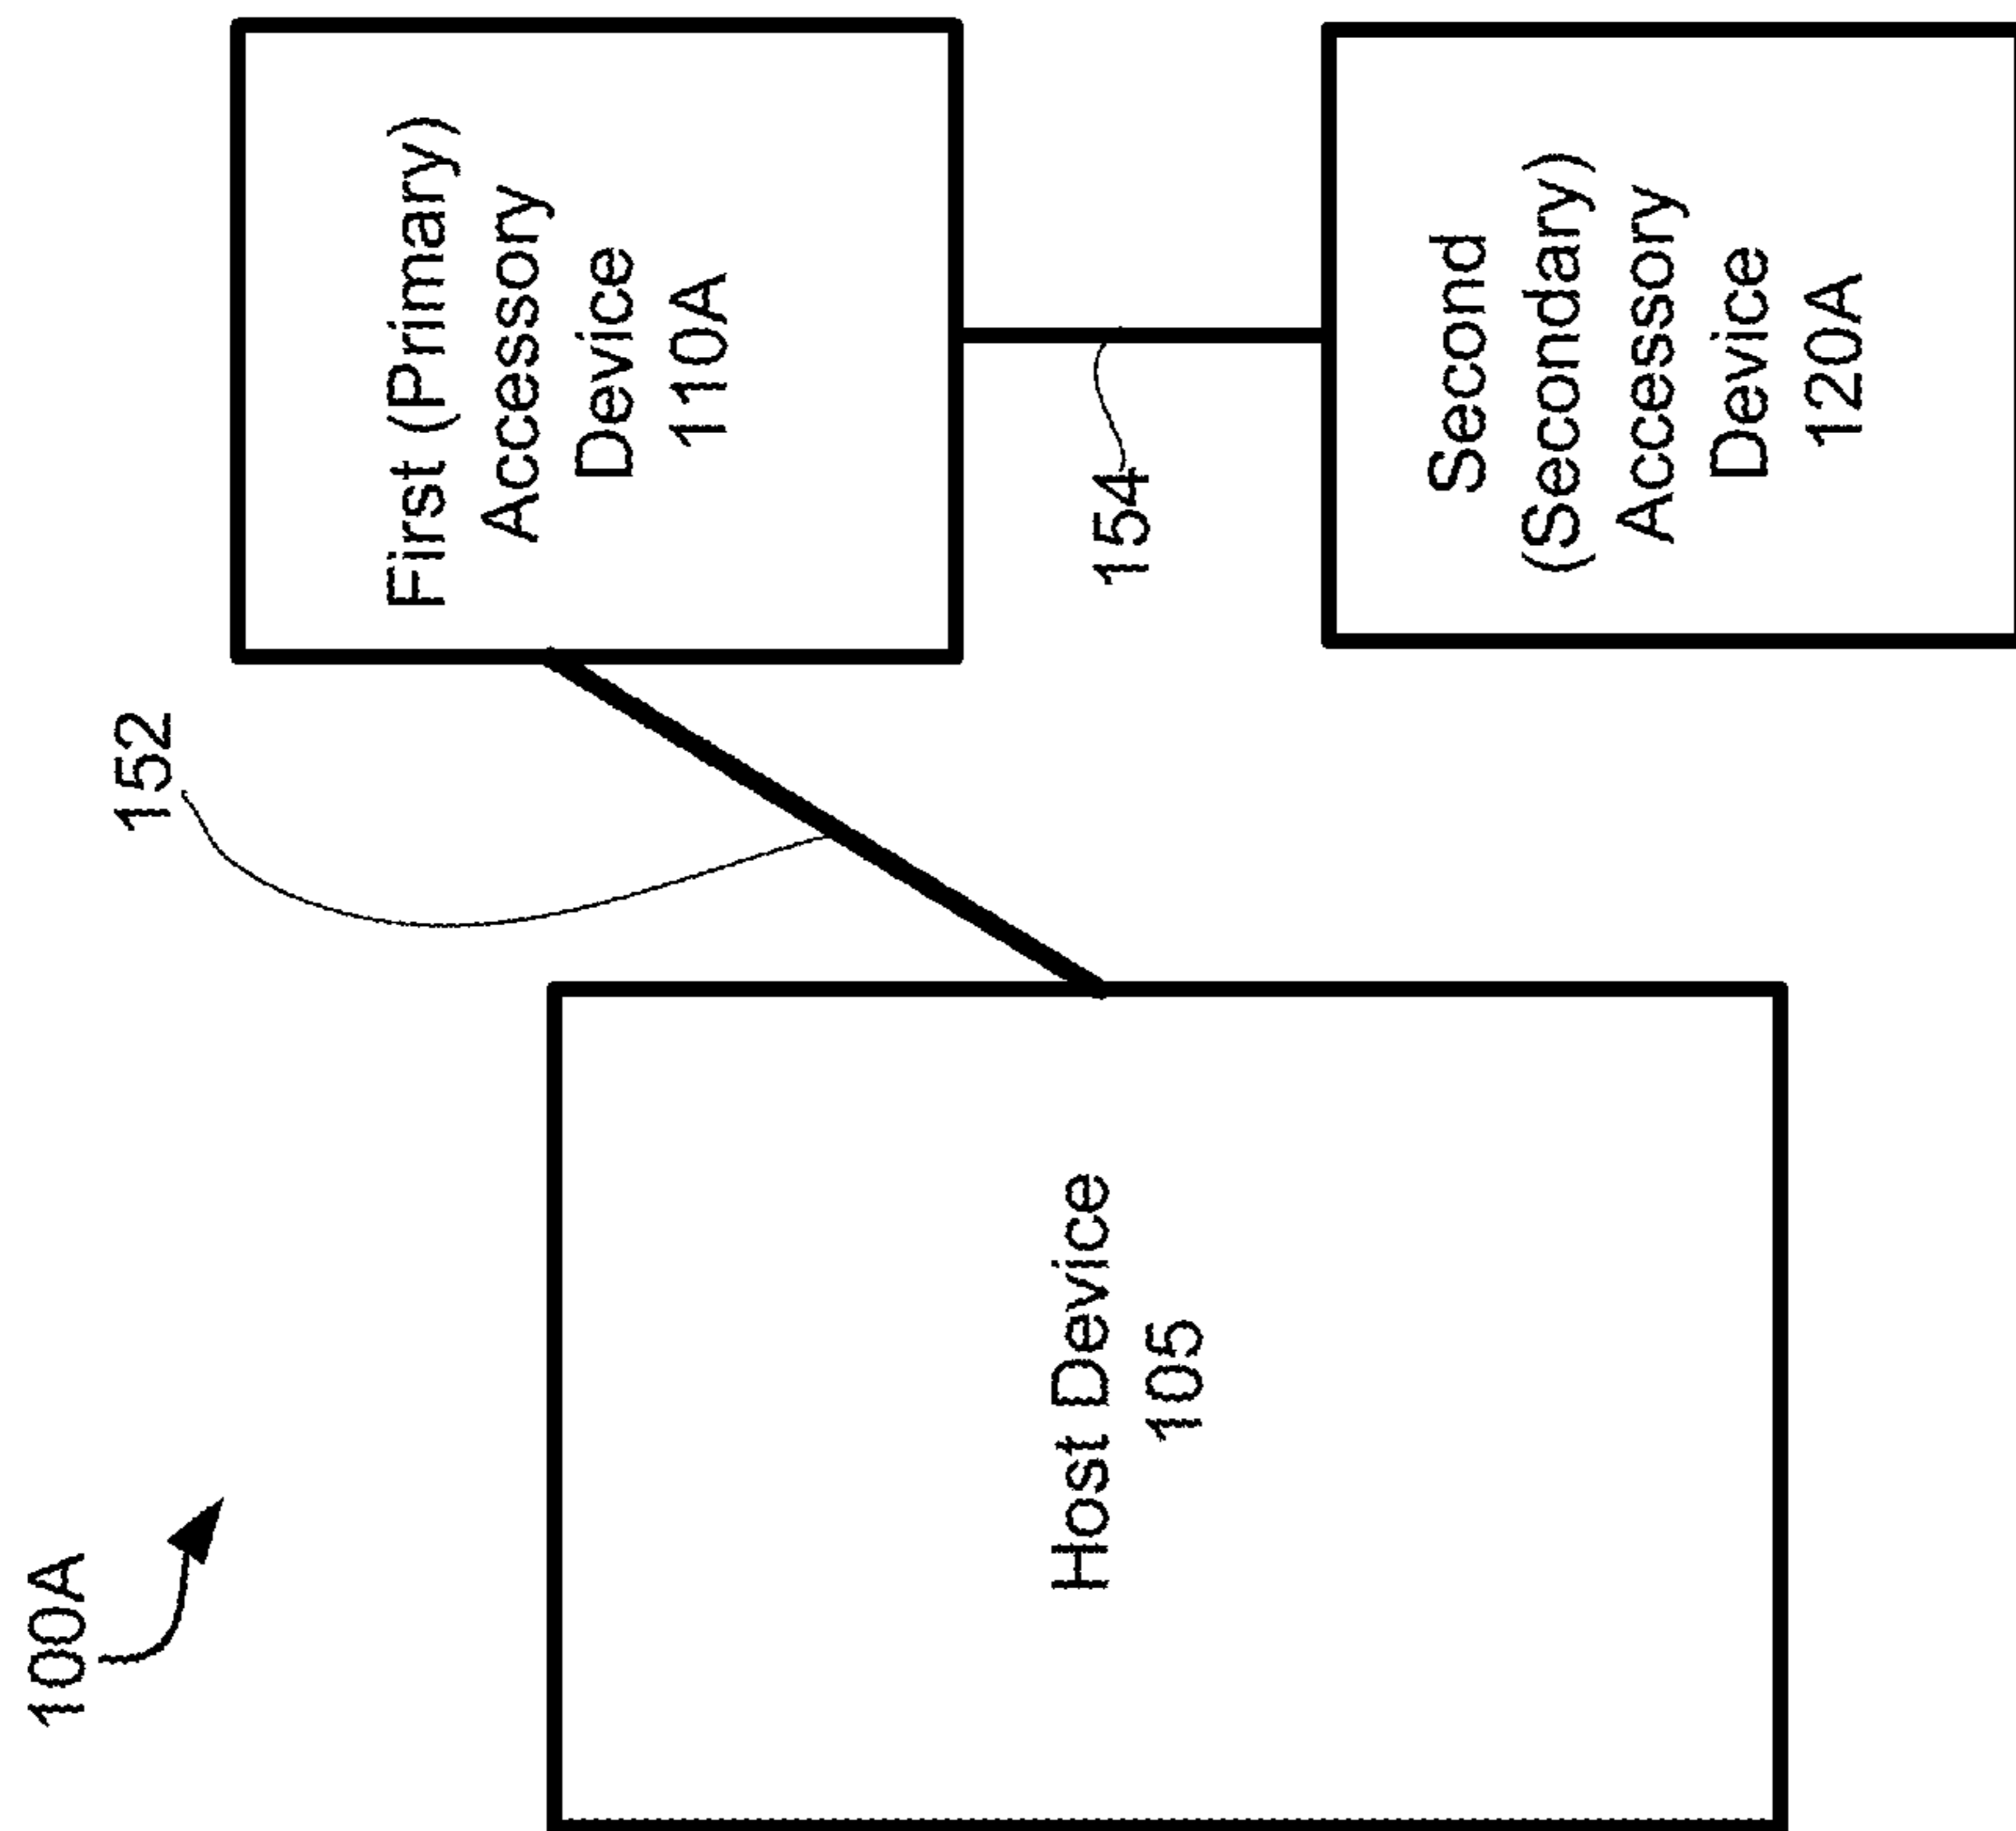 100A
152
First (Primary)
Accessory
Device
110A
154
Host Device
105
Second
(Secondary)
Accessory
Device
120A